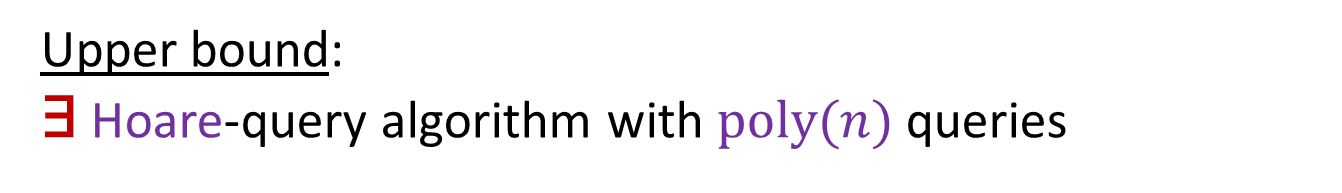 Upper bound:
∃ Hoare-query algorithm with poly(n) queries